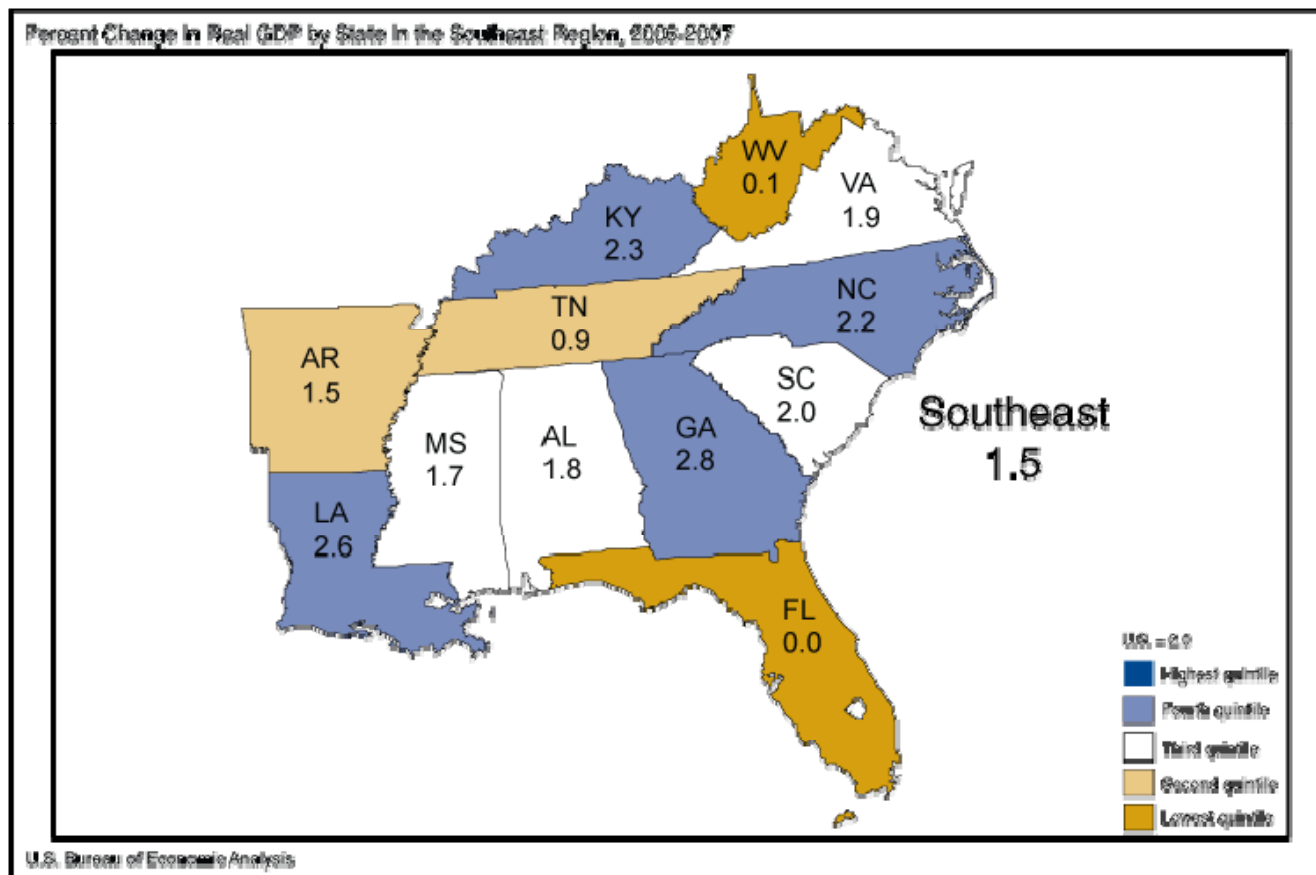 Percent Change in Real GDP by State in the Southeast Region, 2006-2007
WV
0.1
VA
1.9
KY
2.3
NC
2.2
TN
0.9
AR
1.5
SC
2.0
Southeast
1.5
MS
1.7
AL
1.8
GA
2.8
LA
2.6
FL
0.0
U.S. =
Highest quintile
Fourth quintile
Third quintile
Second quintile
Lowest quintile
U.S. Bureau of Economic Analysis